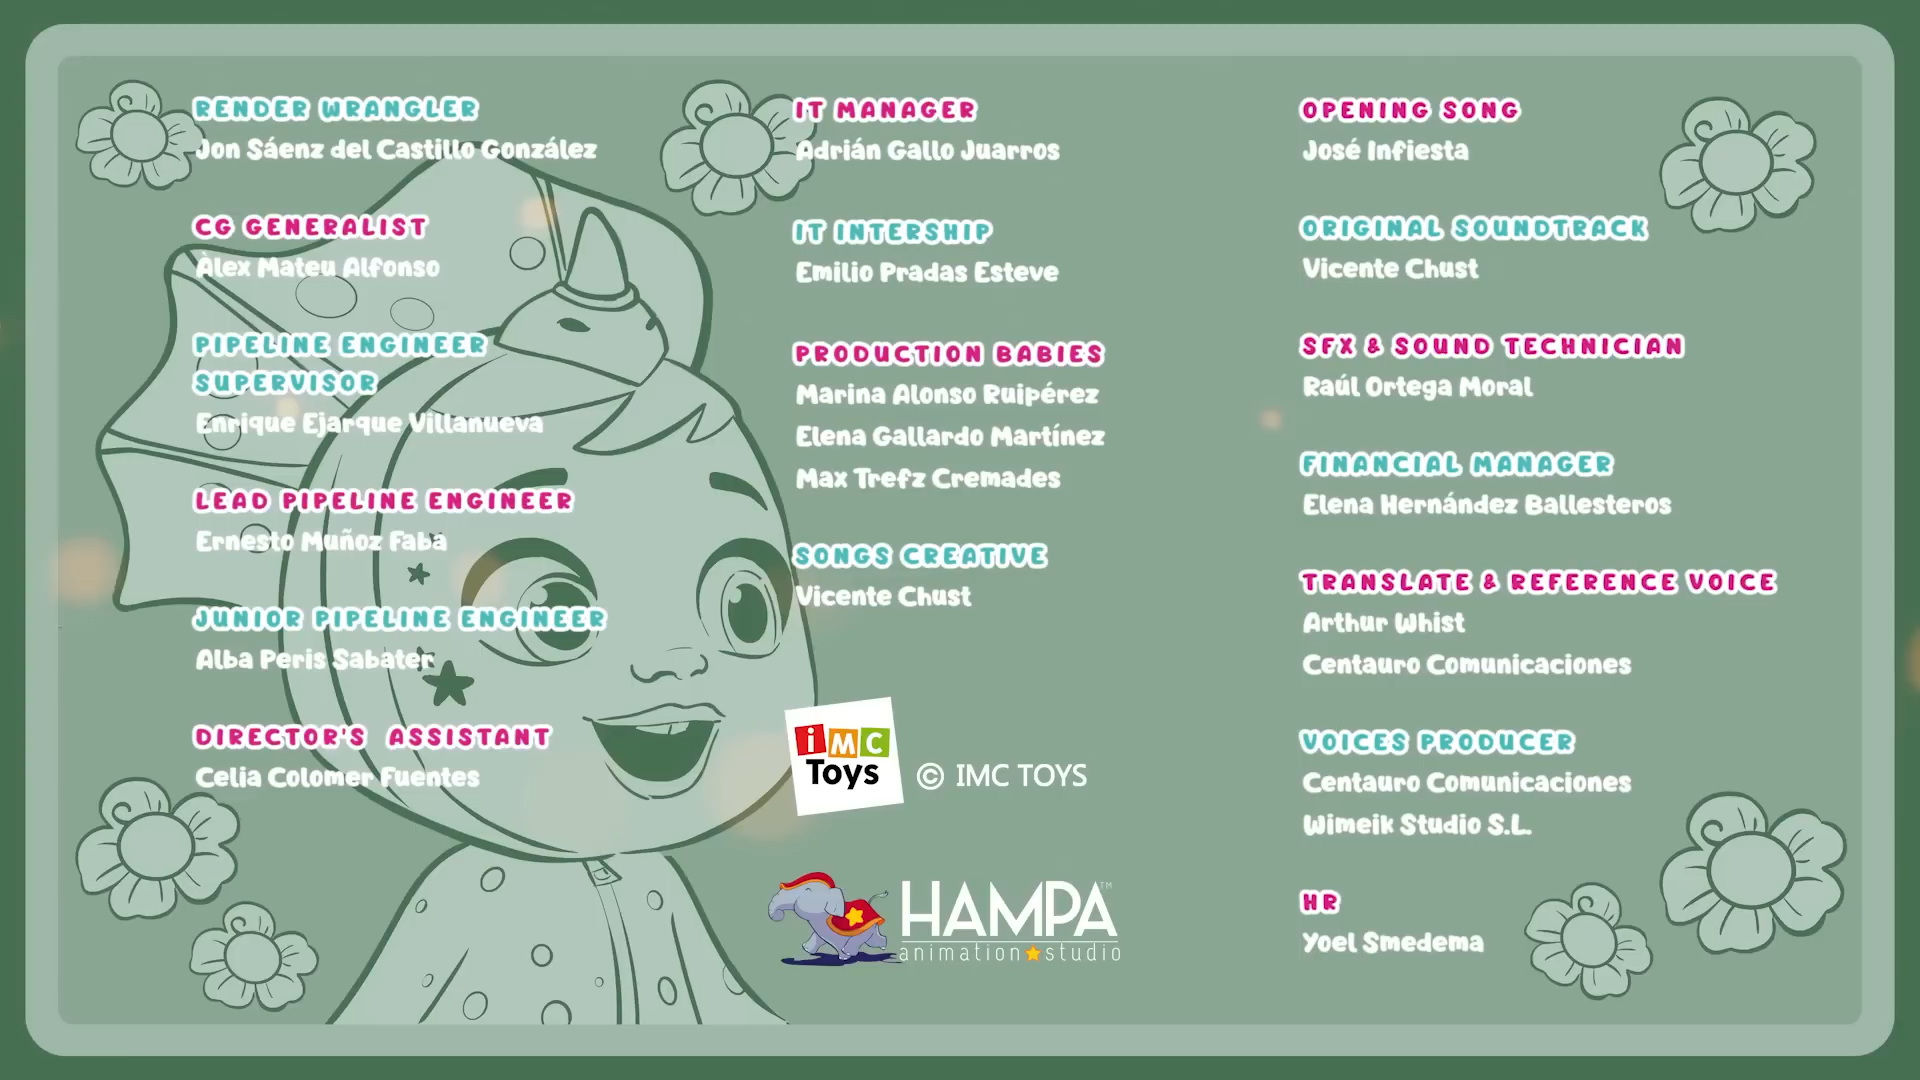 RENDER WRANGLER
Jon Sáenz del Castillo González
CG GENERALIST
Àlex Mateu Alfonso
PIPELINE ENGINEER
SUPERVISOR
Enrique Ejarque Villanueva
LEAD PIPELINE ENGINEER
Ernesto Muñoz Faba
JUNIOR PIPELINE ENGINEER
Alba Peris Sabater
DIRECTOR'S ASSISTANT
Celia Colomer Fuentes
IT MANAGER
Adrián Gallo Juarros
IT INTERSHIP
Emilio Pradas Esteve
PRODUCTION BABIES
Marina Alonso Ruipérez
Elena Gallardo Martínez
Max Trefz Cremades
SONGS CREATIVE
Vicente Chust
iMC
Toys
© IMC TOYS
HAMPA™
animation studio
OPENING SONG
José Infiesta
ORIGINAL SOUNDTRACK
Vicente Chust
SFX & SOUND TECHNICIAN
Raúl Ortega Moral
FINANCIAL MANAGER
Elena Hernández Ballesteros
TRANSLATE & REFERENCE VOICE
Arthur Whist
Centauro Comunicaciones
VOICES PRODUCER
Centauro Comunicaciones
Wimeik Studio S.L.
HR
Yoel Smedema